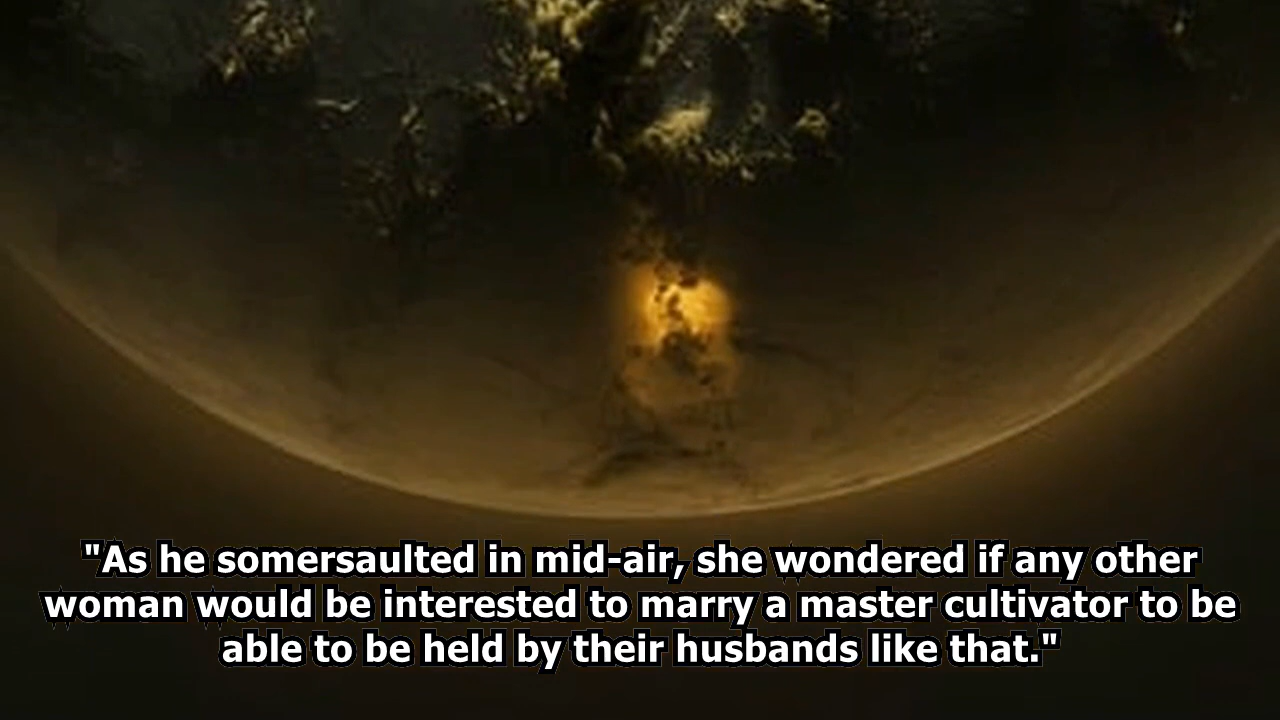 "As he somersaulted in mid-air, she wondered if any other
woman would be interested to marry a master cultivator to be
able to be held by their husbands like that."